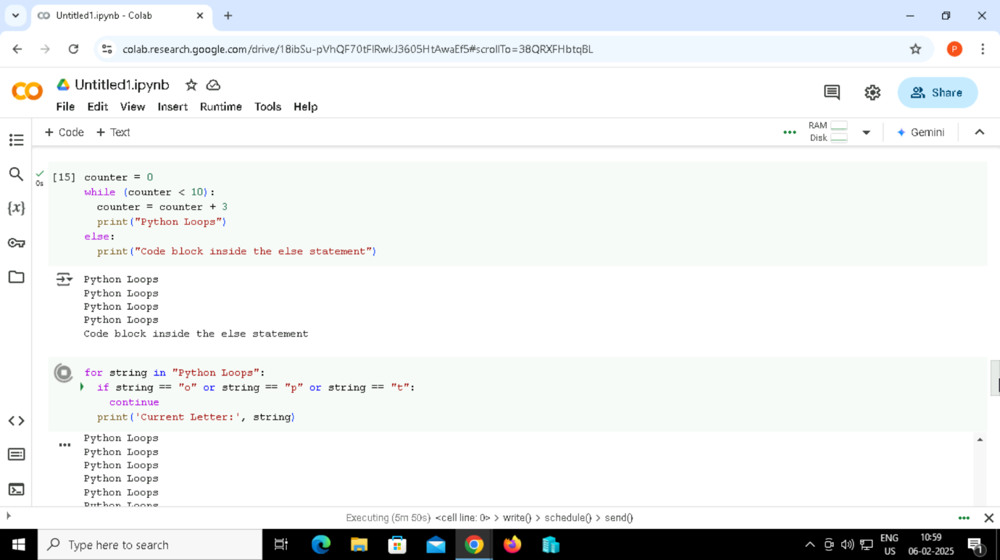 Untitled1.ipynb - Colab
colab.research.google.com/drive/18ibSu-pVhQF70tFlRwkJ3605HtAwaEf5#scrollTo=38QRXFHbtqBL
P
CO
Untitled1.ipynb
File Edit View Insert Runtime Tools Help
Share
+ Code + Text
RAM
Disk
Gemini
0s
[15] counter = 0
while (counter < 10):
counter = counter + 3
print("Python Loops")
else:
print("Code block inside the else statement")
Python Loops
Python Loops
Python Loops
Python Loops
Code block inside the else statement
for string in "Python Loops":
if string == "o" or string == "p" or string == "t":
continue
print('Current Letter:', string)
Python Loops
Python Loops
Python Loops
Python Loops
Python Loops
Python Loops
Executing (5m 50s) <cell line: 0> > write() > schedule() > send()
Type here to search
ENG
US
10:59
06-02-2025
1